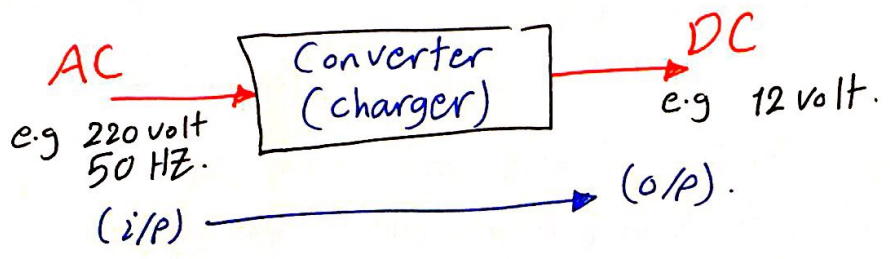 AC
e.g 220 volt
50 HZ.
Converter
(charger)
DC
e.g 12 volt.
(i/p)
(o/p).